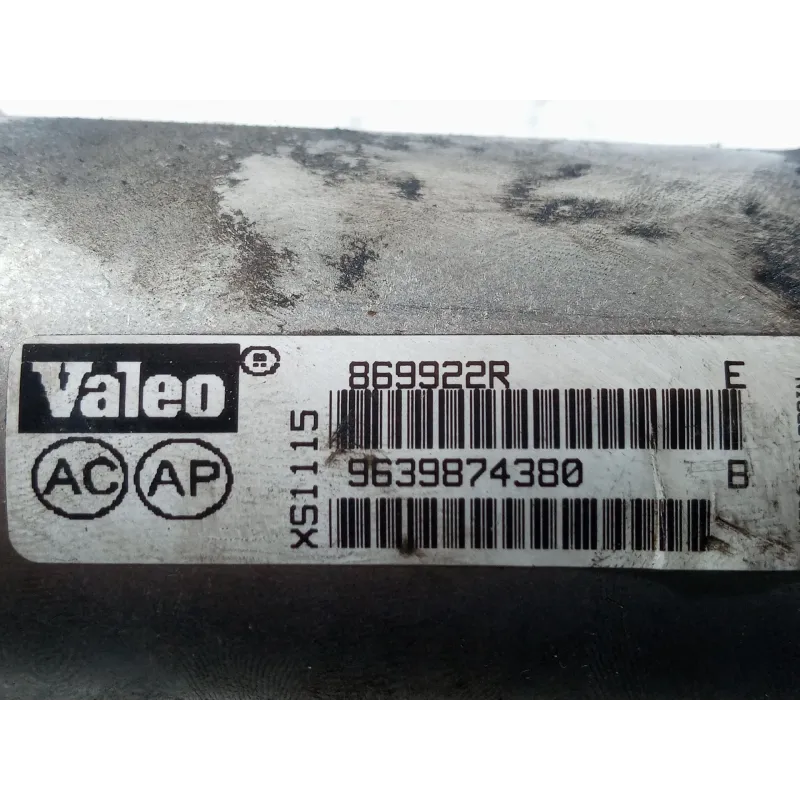 Valeo ®
AC AP
XS1115
869922R E
9639874380 B